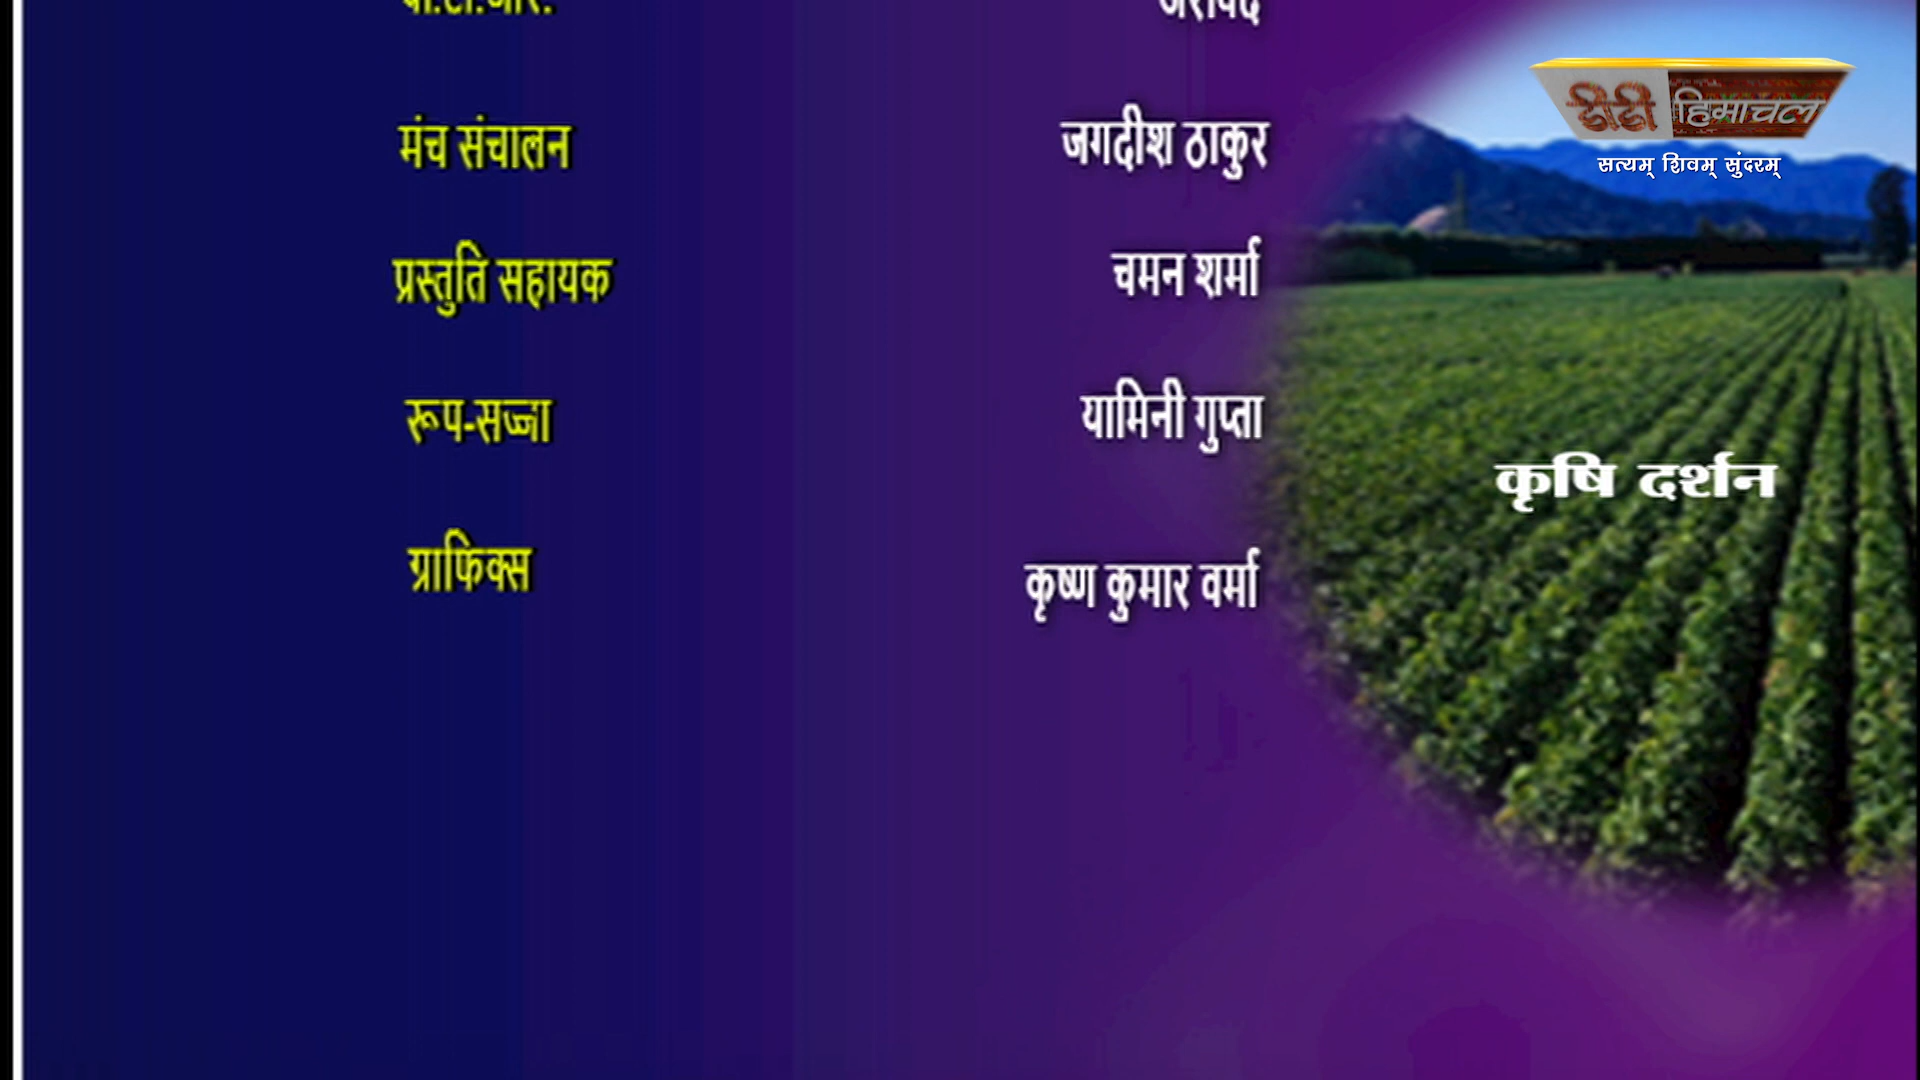 मंच संचालन जगदीश ठाकुर
प्रस्तुति सहायक चमन शर्मा
रूप-सज्जा यामिनी गुप्ता
ग्राफिक्स कृष्ण कुमार वर्मा
डीडी हिमाचल
सत्यम् शिवम् सुंदरम्
कृषि दर्शन